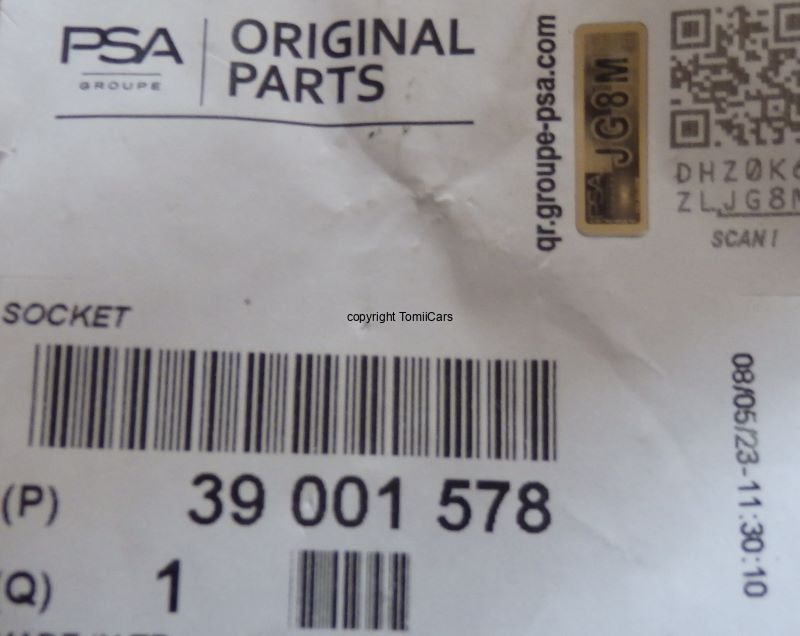 PSA
GROUPE
ORIGINAL
PARTS
qr.groupe-psa.com
JG8M
PSA
DHZ0K6
ZLJG8M
SCAN
SOCKET
copyright TomiiCars
08/05/23-11:30:10
(P) 39 001 578
(Q) 1